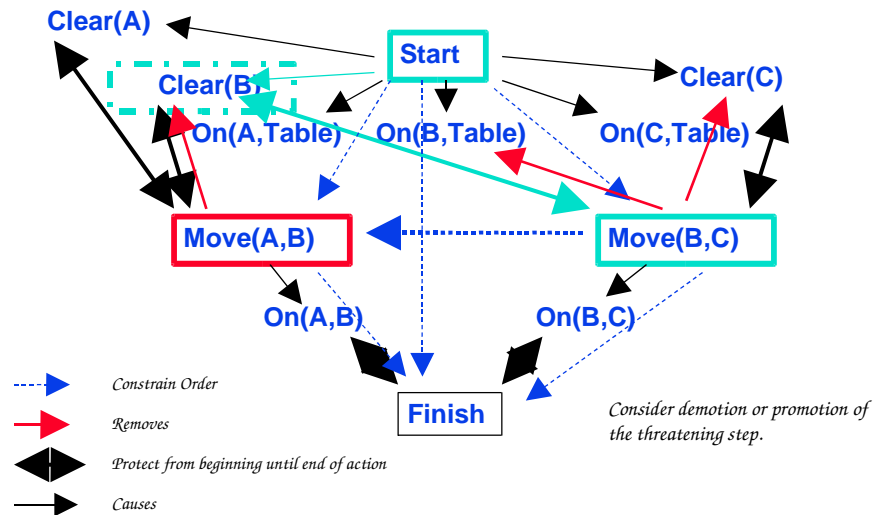 Clear(A)
Start
Clear(B)
Clear(C)
On(A,Table)
On(B,Table)
On(C,Table)
Move(A,B)
Move(B,C)
On(A,B)
On(B,C)
Finish
Constrain Order
Removes
Protect from beginning until end of action
Causes
Consider demotion or promotion of
the threatening step.